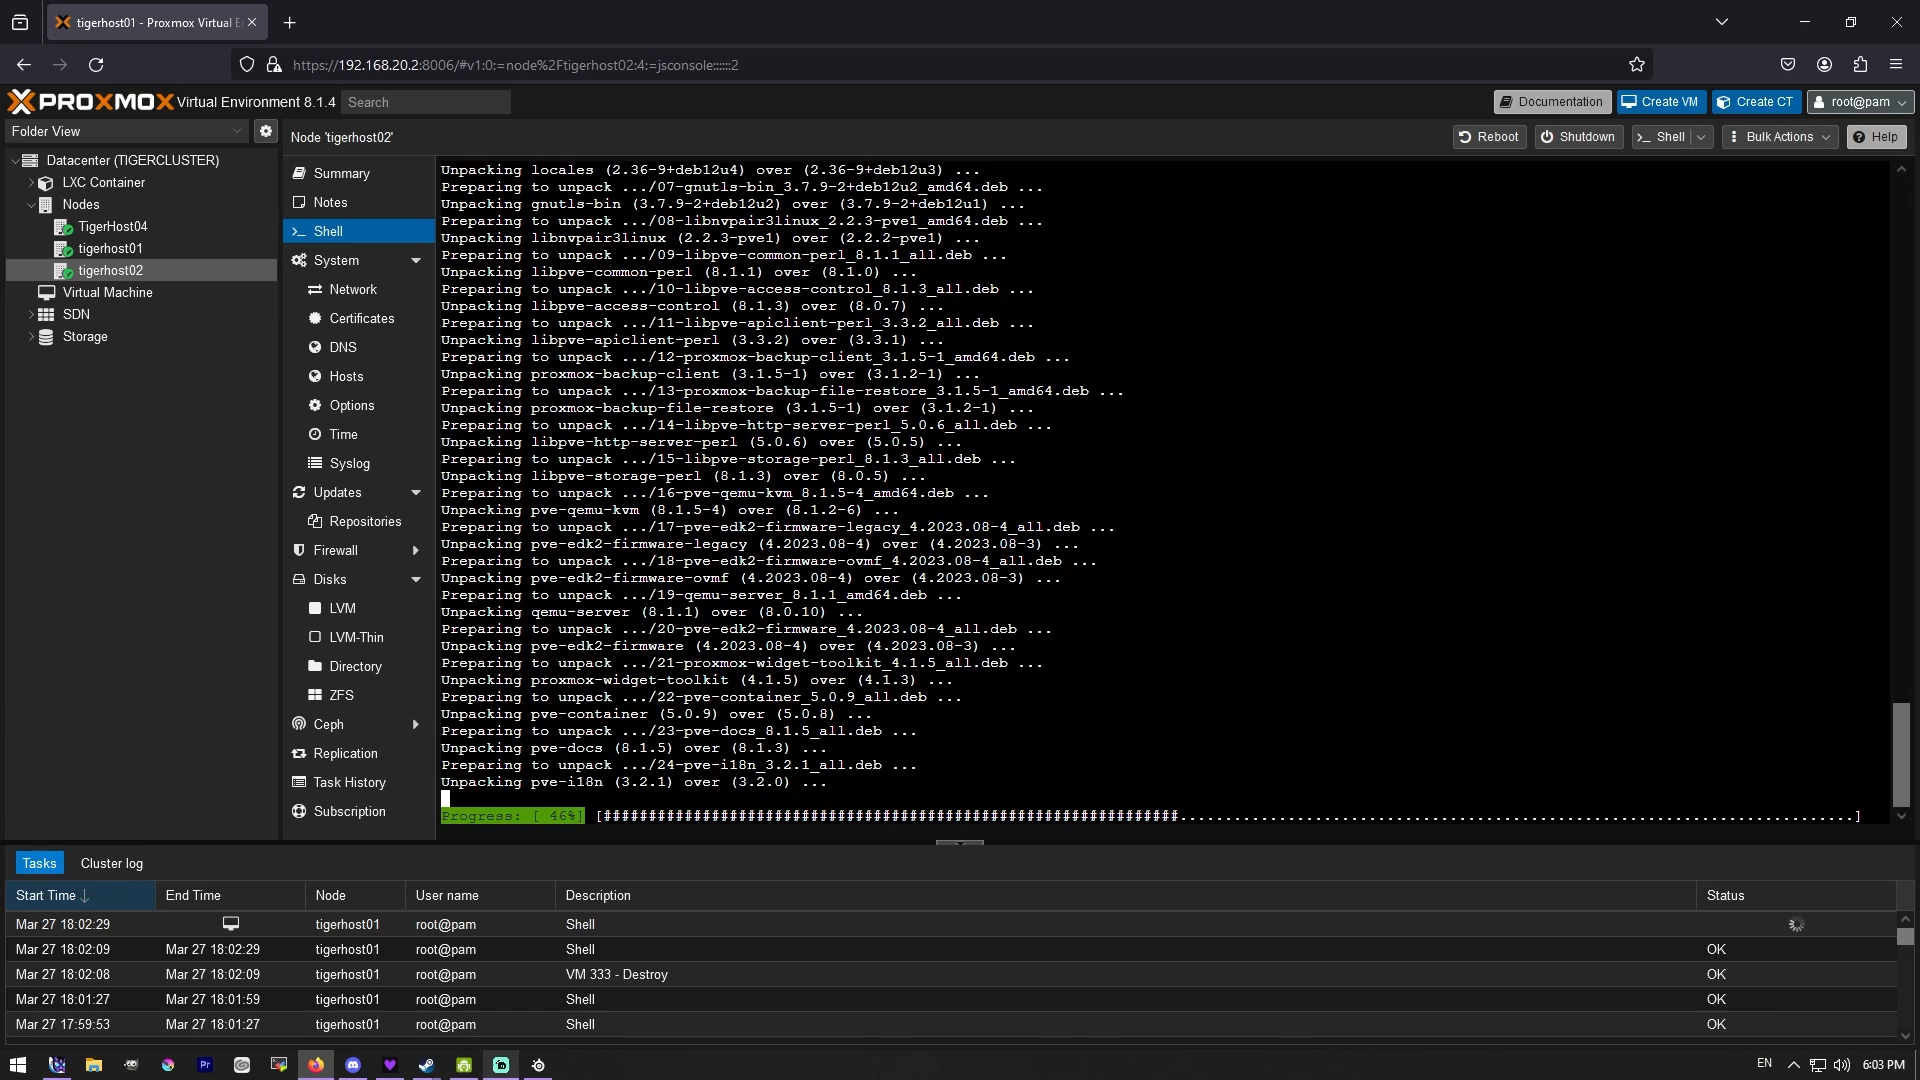 tigerhost01 - Proxmox Virtual E
https://192.168.20.2:8006/#v1:0:=node%2Ftigerhost02:4:=jsconsole::::::2
PROXMOX Virtual Environment 8.1.4 Search
Documentation Create VM Create CT root@pam
Folder View
Node 'tigerhost02'
Reboot Shutdown Shell Bulk Actions Help
Datacenter (TIGERCLUSTER)
LXC Container
Nodes
TigerHost04
tigerhost01
tigerhost02
Virtual Machine
SDN
Storage
Summary
Notes
Shell
System
Network
Certificates
DNS
Hosts
Options
Time
Syslog
Updates
Repositories
Firewall
Disks
LVM
LVM-Thin
Directory
ZFS
Ceph
Replication
Task History
Subscription
Unpacking locales (2.36-9+deb12u4) over (2.36-9+deb12u3) ...
Preparing to unpack .../07-gnutls-bin_3.7.9-2+deb12u2_amd64.deb ...
Unpacking gnutls-bin (3.7.9-2+deb12u2) over (3.7.9-2+deb12u1) ...
Preparing to unpack .../08-libnvpair3linux_2.2.3-pve1_amd64.deb ...
Unpacking libnvpair3linux (2.2.3-pve1) over (2.2.2-pve1) ...
Preparing to unpack .../09-libpve-common-perl_8.1.1_all.deb ...
Unpacking libpve-common-perl (8.1.1) over (8.1.0) ...
Preparing to unpack .../10-libpve-access-control_8.1.3_all.deb ...
Unpacking libpve-access-control (8.1.3) over (8.0.7) ...
Preparing to unpack .../11-libpve-apiclient-perl_3.3.2_all.deb ...
Unpacking libpve-apiclient-perl (3.3.2) over (3.3.1) ...
Preparing to unpack .../12-proxmox-backup-client_3.1.5-1_amd64.deb ...
Unpacking proxmox-backup-client (3.1.5-1) over (3.1.2-1) ...
Preparing to unpack .../13-proxmox-backup-file-restore_3.1.5-1_amd64.deb ...
Unpacking proxmox-backup-file-restore (3.1.5-1) over (3.1.2-1) ...
Preparing to unpack .../14-libpve-http-server-perl_5.0.6_all.deb ...
Unpacking libpve-http-server-perl (5.0.6) over (5.0.5) ...
Preparing to unpack .../15-libpve-storage-perl_8.1.3_all.deb ...
Unpacking libpve-storage-perl (8.1.3) over (8.0.5) ...
Preparing to unpack .../16-pve-qemu-kvm_8.1.5-4_amd64.deb ...
Unpacking pve-qemu-kvm (8.1.5-4) over (8.1.2-6) ...
Preparing to unpack .../17-pve-edk2-firmware-legacy_4.2023.08-4_all.deb ...
Unpacking pve-edk2-firmware-legacy (4.2023.08-4) over (4.2023.08-3) ...
Preparing to unpack .../18-pve-edk2-firmware-ovmf_4.2023.08-4_all.deb ...
Unpacking pve-edk2-firmware-ovmf (4.2023.08-4) over (4.2023.08-3) ...
Preparing to unpack .../19-qemu-server_8.1.1_amd64.deb ...
Unpacking qemu-server (8.1.1) over (8.0.10) ...
Preparing to unpack .../20-pve-edk2-firmware_4.2023.08-4_all.deb ...
Unpacking pve-edk2-firmware (4.2023.08-4) over (4.2023.08-3) ...
Preparing to unpack .../21-proxmox-widget-toolkit_4.1.5_all.deb ...
Unpacking proxmox-widget-toolkit (4.1.5) over (4.1.3) ...
Preparing to unpack .../22-pve-container_5.0.9_all.deb ...
Unpacking pve-container (5.0.9) over (5.0.8) ...
Preparing to unpack .../23-pve-docs_8.1.5_all.deb ...
Unpacking pve-docs (8.1.5) over (8.1.3) ...
Preparing to unpack .../24-pve-i18n_3.2.1_all.deb ...
Unpacking pve-i18n (3.2.1) over (3.2.0) ...
Progress: [ 46%] [################################################################...........................................................................]
Tasks Cluster log
Start Time End Time Node User name Description Status
Mar 27 18:02:29 tigerhost01 root@pam Shell
Mar 27 18:02:09 Mar 27 18:02:29 tigerhost01 root@pam Shell OK
Mar 27 18:02:08 Mar 27 18:02:09 tigerhost01 root@pam VM 333 - Destroy OK
Mar 27 18:01:27 Mar 27 18:01:59 tigerhost01 root@pam Shell OK
Mar 27 17:59:53 Mar 27 18:01:27 tigerhost01 root@pam Shell OK
Pr
EN 6:03 PM